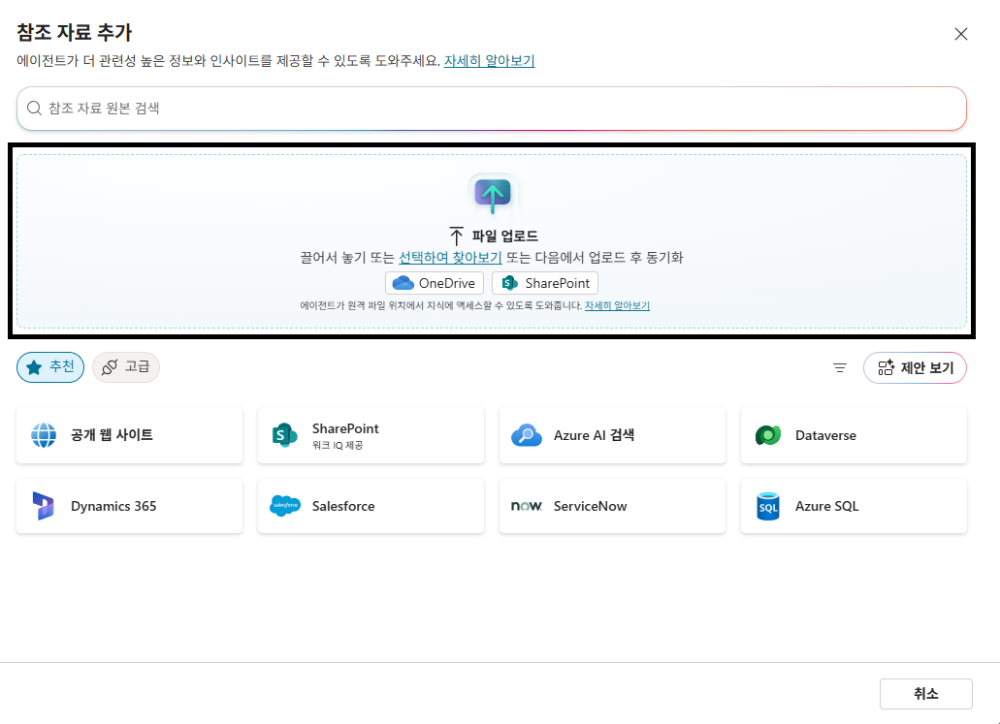 참조 자료 추가
에이전트가 더 관련성 높은 정보와 인사이트를 제공할 수 있도록 도와주세요. 자세히 알아보기
참조 자료 원본 검색
파일 업로드
끌어서 놓기 또는 선택하여 찾아보기 또는 다음에서 업로드 후 동기화
OneDrive SharePoint
에이전트가 원격 파일 위치에서 지식에 액세스할 수 있도록 도와줍니다. 자세히 알아보기
추천 고급 제안 보기
공개 웹 사이트
S SharePoint
워크 IQ 제공
Azure AI 검색
Dataverse
Dynamics 365
salesforce Salesforce
now. ServiceNow
SQL Azure SQL
취소